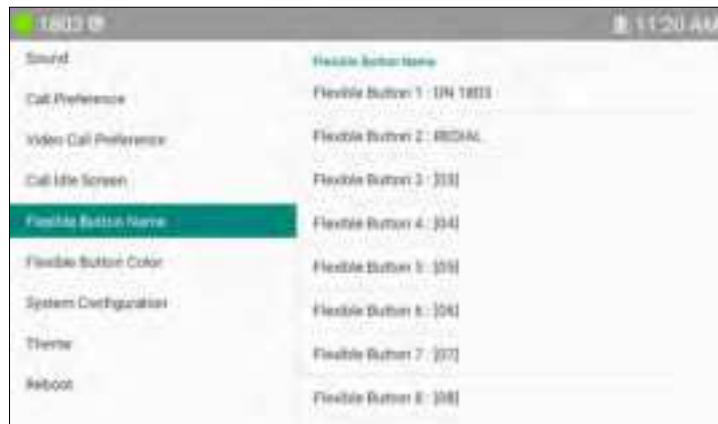 1803
11:20 AM
Sound
Call Preference
Video Call Preference
Call Idle Screen
Flexible Button Name
Flexible Button Color
System Configuration
Theme
Reboot
Flexible Button Name
Flexible Button 1 : DN 1803
Flexible Button 2 : REDIAL
Flexible Button 3 : [03]
Flexible Button 4 : [04]
Flexible Button 5 : [05]
Flexible Button 6 : [06]
Flexible Button 7 : [07]
Flexible Button 8 : [08]